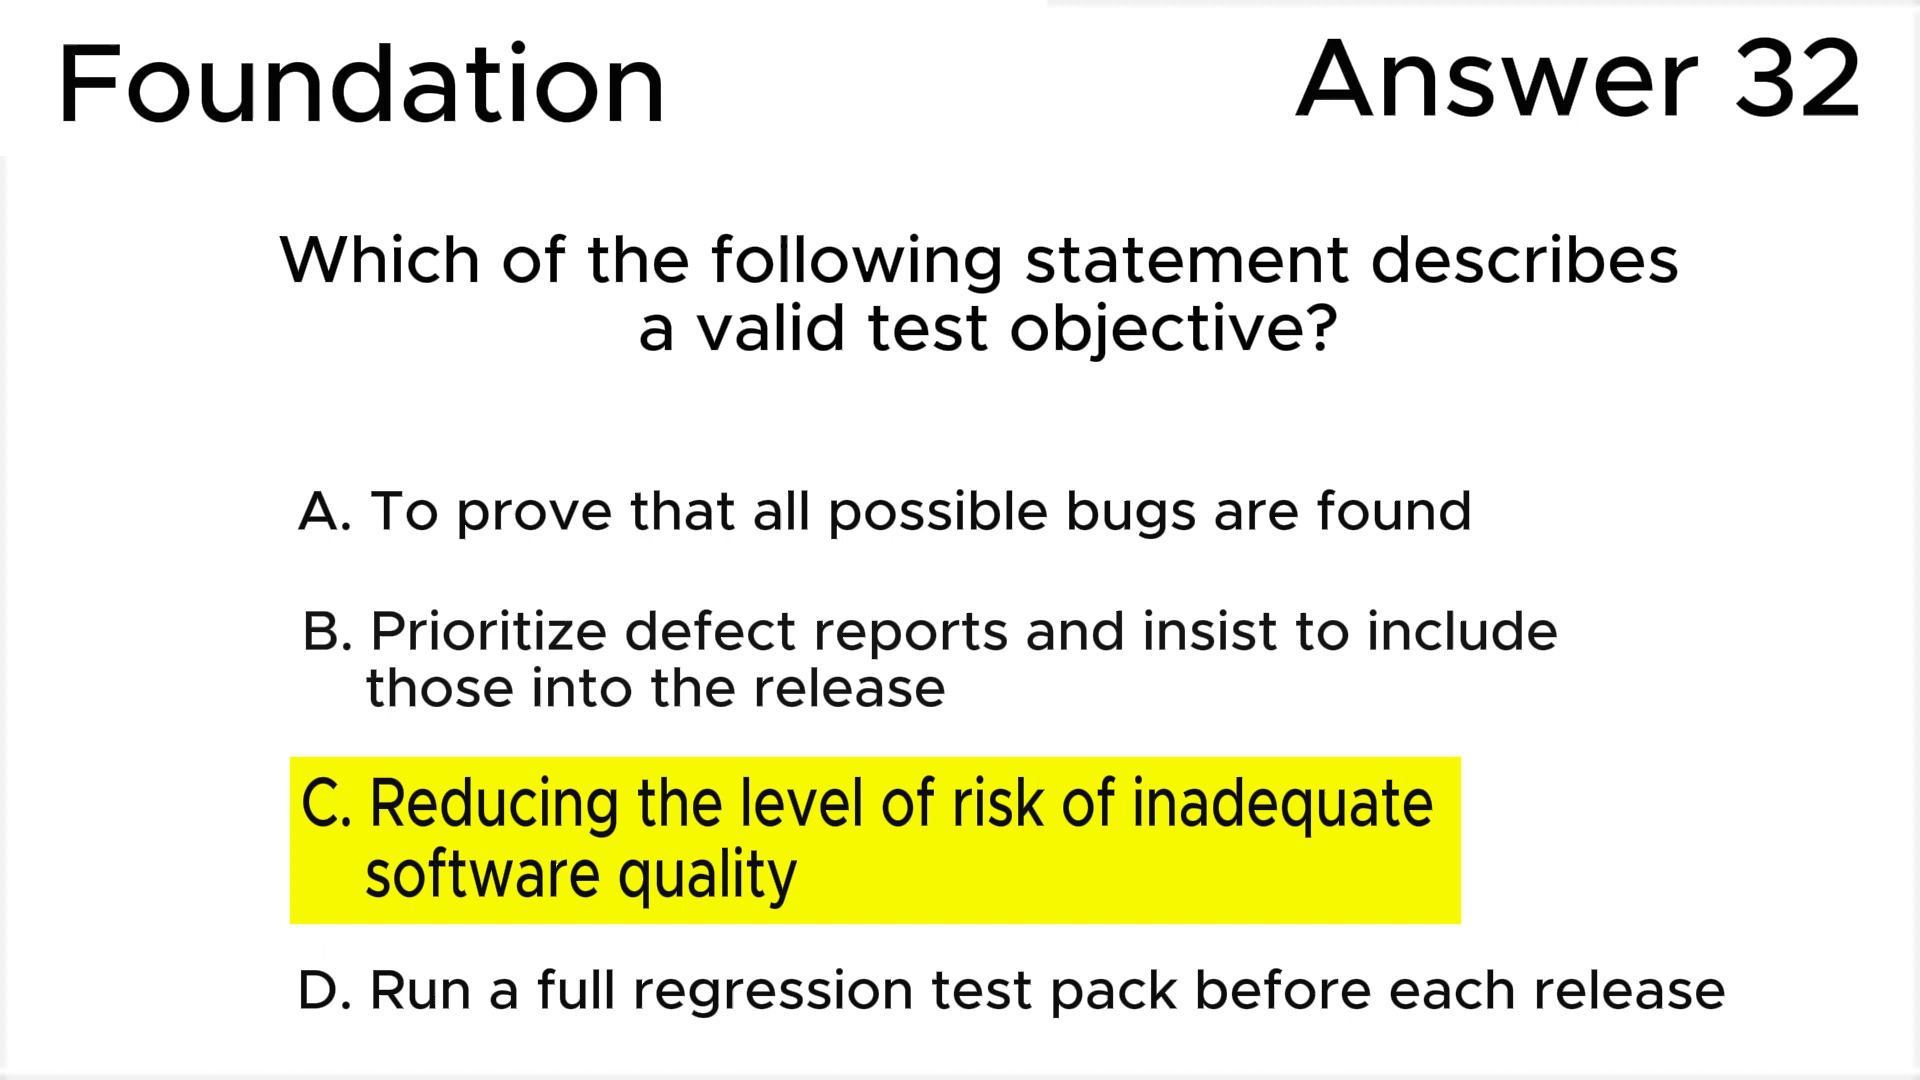 Foundation
Answer 32
Which of the following statement describes
a valid test objective?
A. To prove that all possible bugs are found
B. Prioritize defect reports and insist to include
those into the release
C. Reducing the level of risk of inadequate
software quality
D. Run a full regression test pack before each release